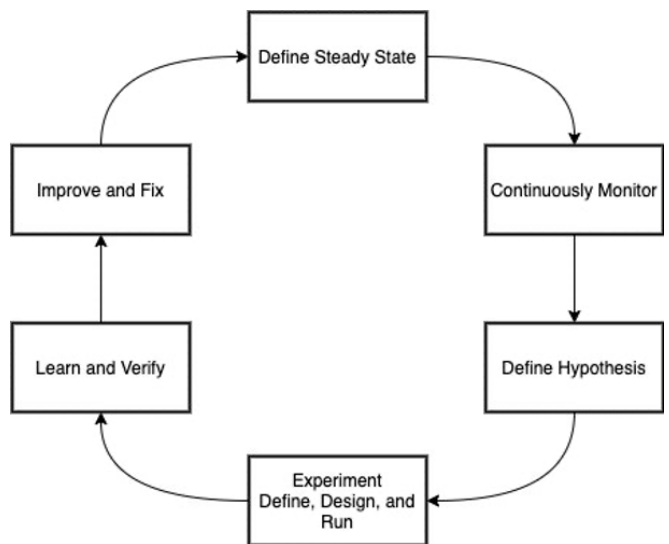 Define Steady State
Continuously Monitor
Define Hypothesis
Experiment
Define, Design, and
Run
Learn and Verify
Improve and Fix